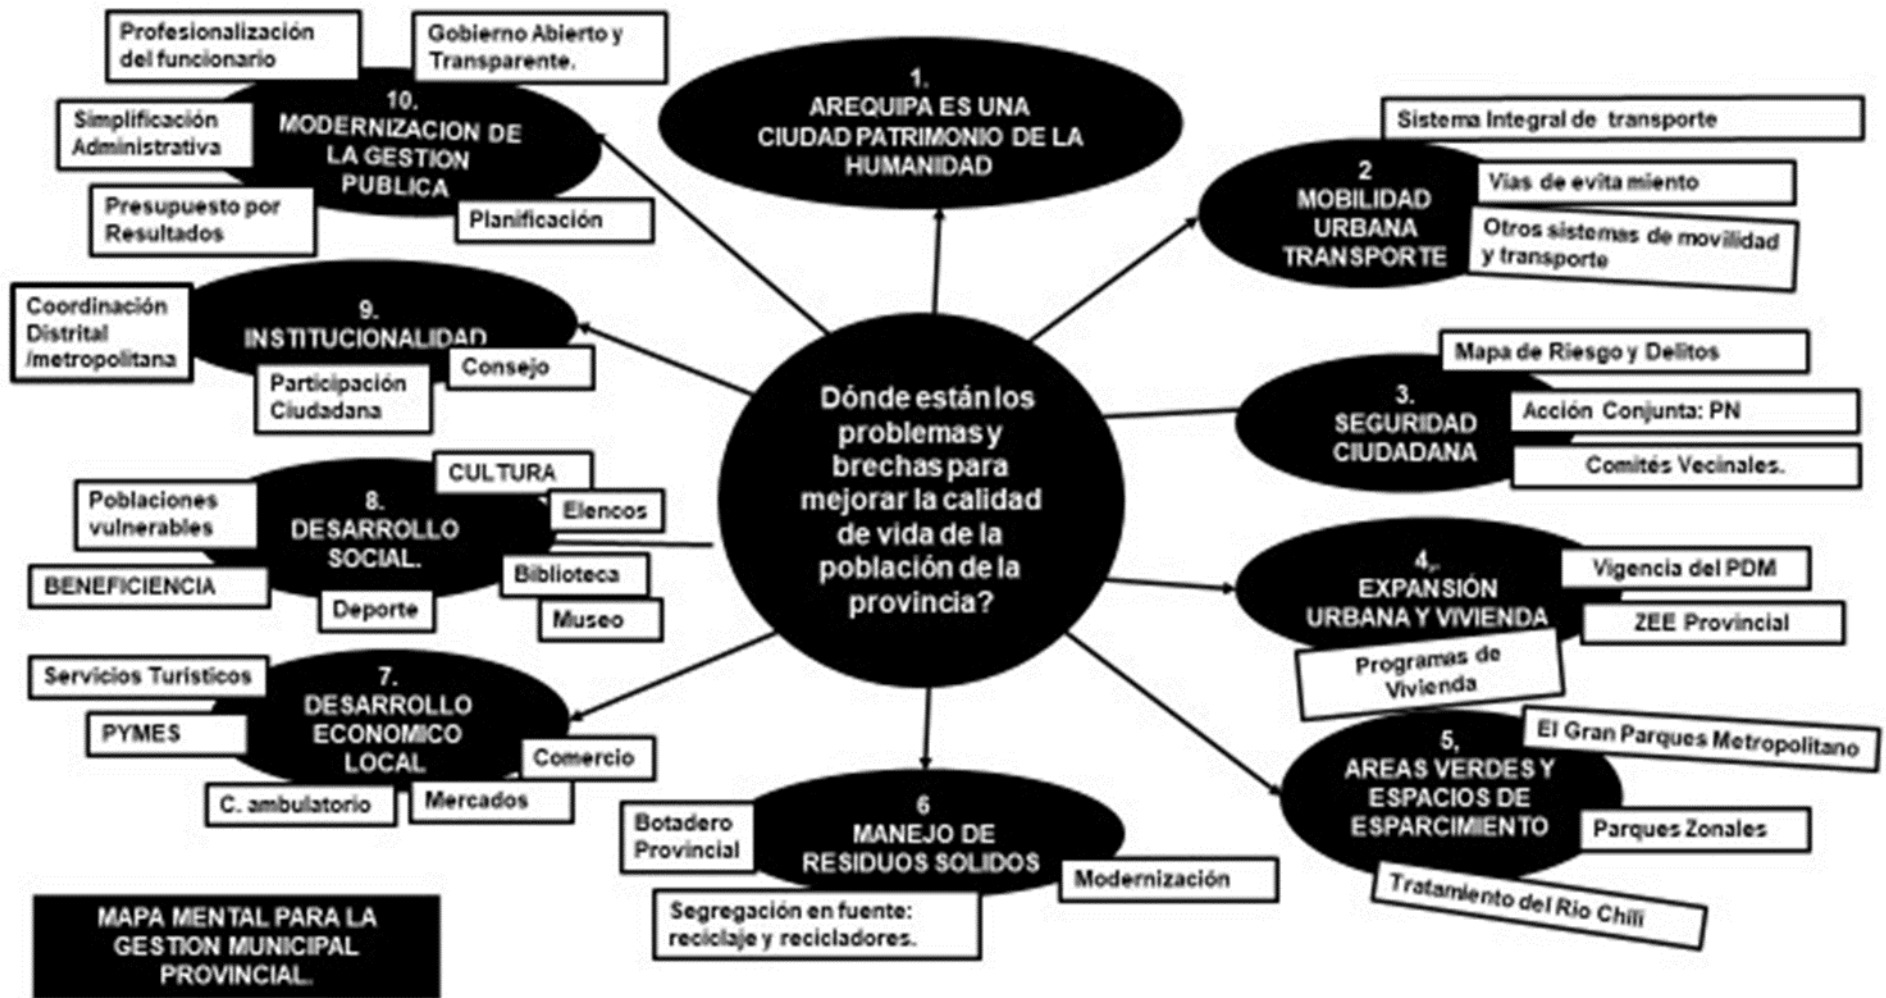 Profesionalización
del funcionario
Gobierno Abierto y
Transparente.
10.
MODERNIZACION DE
LA GESTION
PUBLICA
Simplificación
Administrativa
Presupuesto por
Resultados
Planificación
1.
AREQUIPA ES UNA
CIUDAD PATRIMONIO DE LA
HUMANIDAD
Sistema Integral de transporte
2
MOBILIDAD
URBANA
TRANSPORTE
Vias de evita miento
Otros sistemas de movilidad
y transporte
Coordinación
Distrital
/metropolitana
9.
INSTITUCIONALIDAD
Consejo
Participación
Ciudadana
Dónde están los
problemas y
brechas para
mejorar la calidad
de vida de la
población de la
provincia?
Mapa de Riesgo y Delitos
3.
SEGURIDAD
CIUDADANA
Acción Conjunta: PN
Comités Vecinales.
CULTURA
Elencos
Poblaciones
vulnerables
8.
DESARROLLO
SOCIAL.
BENEFICIENCIA
Deporte
Biblioteca
Museo
4,.
EXPANSIÓN
URBANA Y VIVIENDA
Vigencia del PDM
ZEE Provincial
Programas de
Vivienda
Servicios Turísticos
PYMES
7.
DESARROLLO
ECONOMICO
LOCAL
Comercio
C. ambulatorio
Mercados
5,
AREAS VERDES Y
ESPACIOS DE
ESPARCIMIENTO
El Gran Parques Metropolitano
Parques Zonales
Tratamiento del Rio Chili
6
MANEJO DE
RESIDUOS SOLIDOS
Botadero
Provincial
Modernización
Segregación en fuente:
reciclaje y recicladores.
MAPA MENTAL PARA LA
GESTION MUNICIPAL
PROVINCIAL.